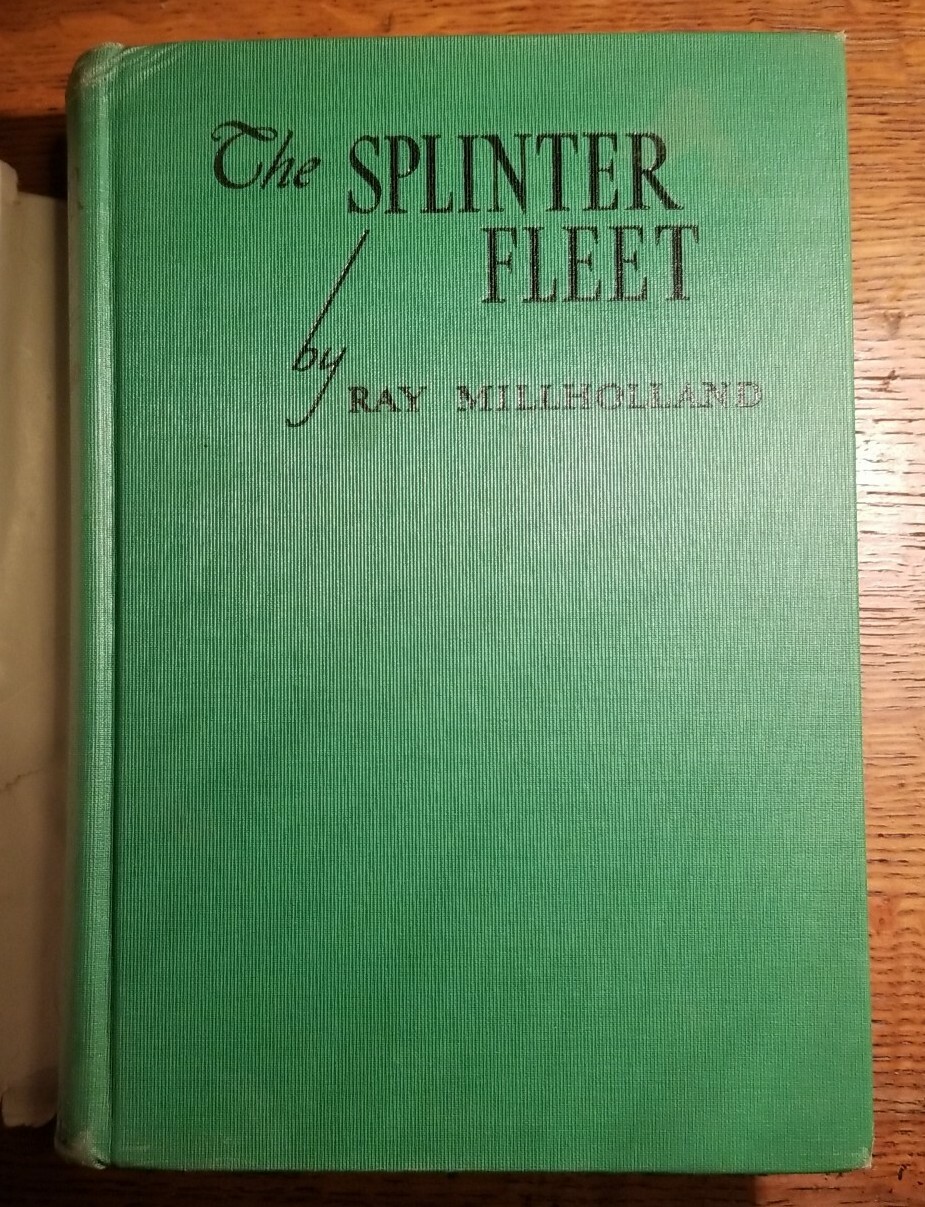 The SPLINTER
FLEET
by
RAY MILLHOLLAND